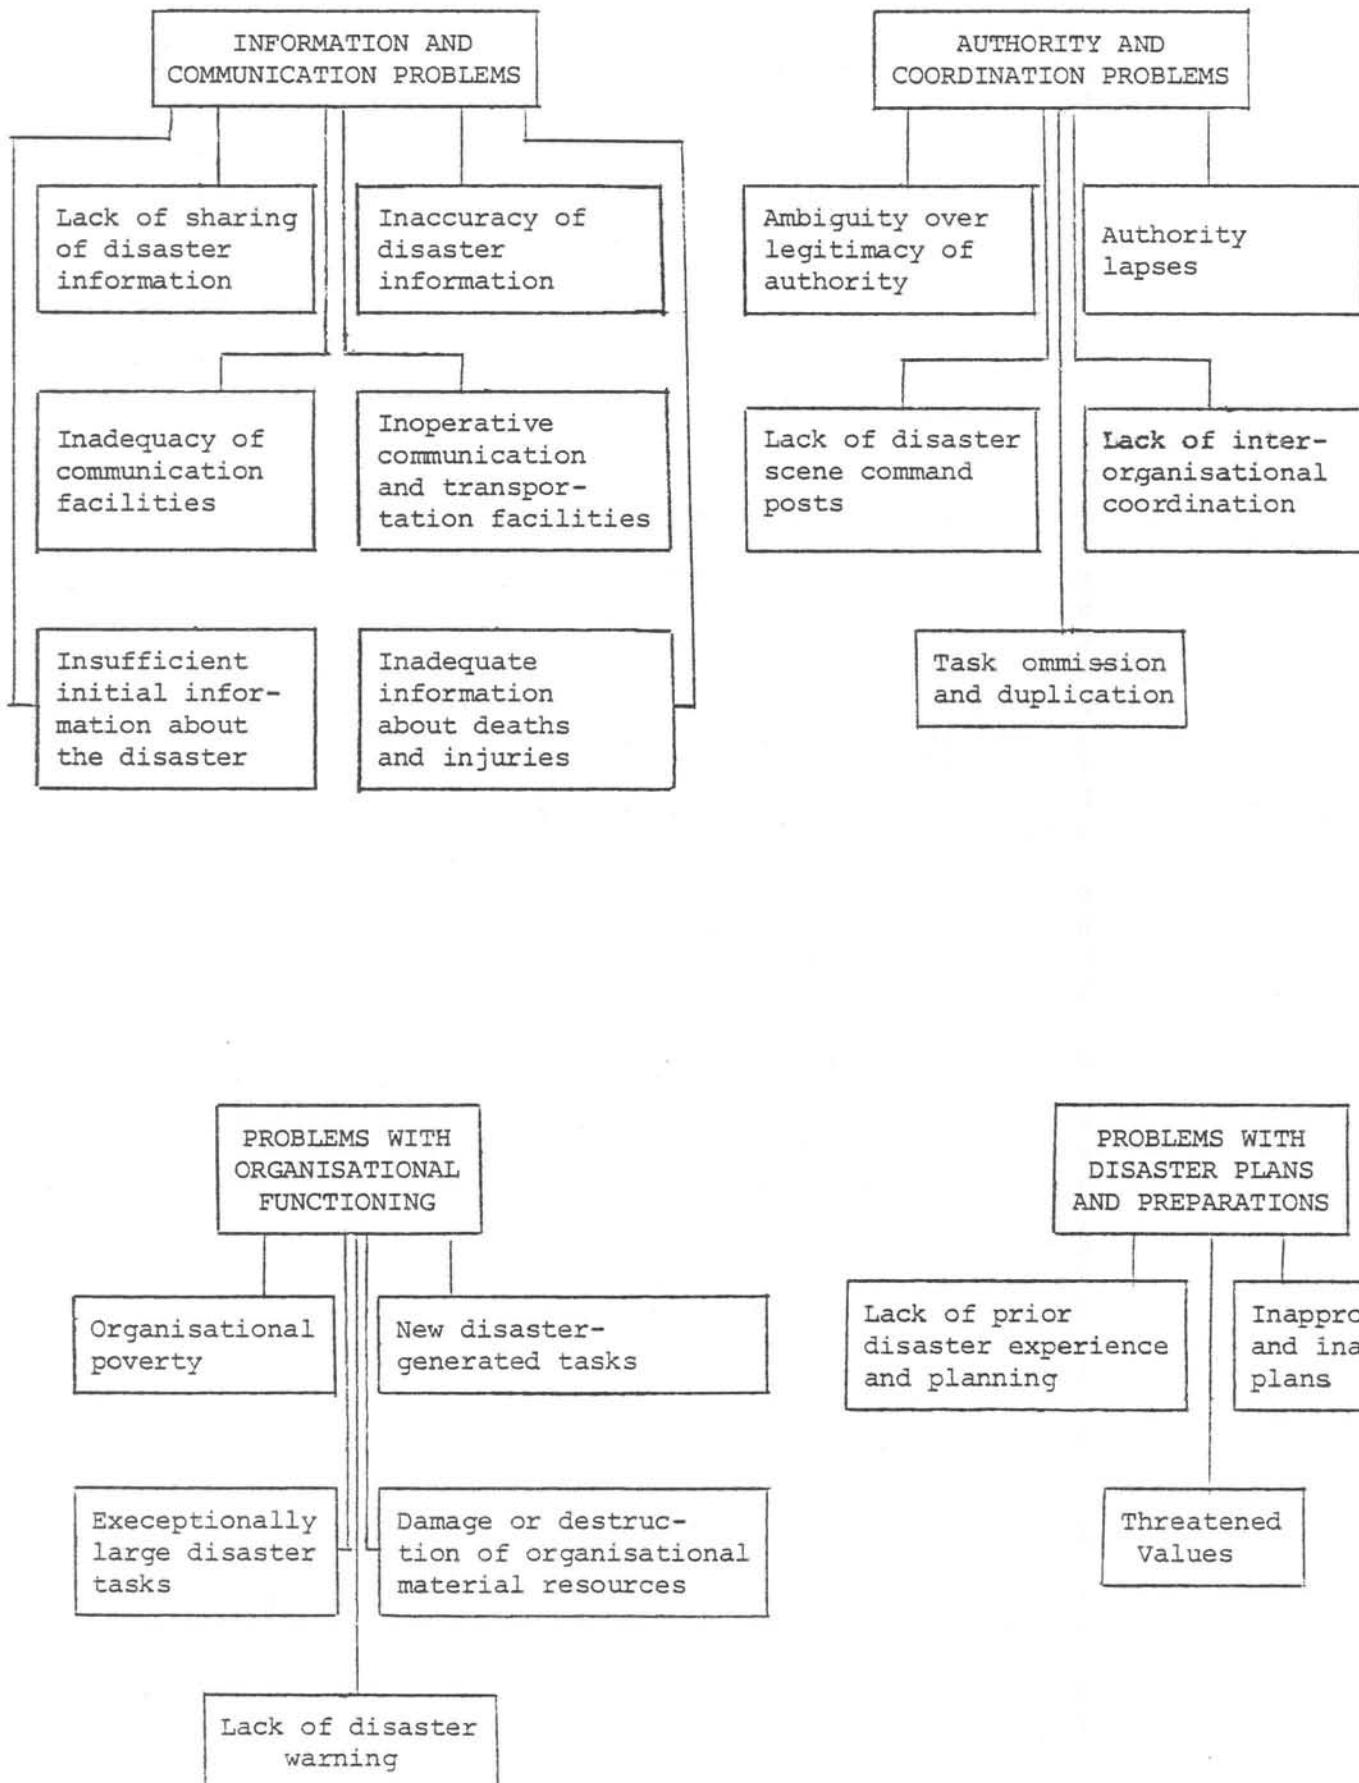 INFORMATION AND
COMMUNICATION PROBLEMS
Lack of sharing
of disaster
information
Inaccuracy of
disaster
information
Inadequacy of
communication
facilities
Inoperative
communication
and transpor-
tation facilities
Insufficient
initial infor-
mation about
the disaster
Inadequate
information
about deaths
and injuries
AUTHORITY AND
COORDINATION PROBLEMS
Ambiguity over
legitimacy of
authority
Authority
lapses
Lack of disaster
scene command
posts
Lack of inter-
organisational
coordination
Task ommission
and duplication
PROBLEMS WITH
ORGANISATIONAL
FUNCTIONING
Organisational
poverty
New disaster-
generated tasks
Execeptionally
large disaster
tasks
Damage or destruc-
tion of organisational
material resources
Lack of disaster
warning
PROBLEMS WITH
DISASTER PLANS
AND PREPARATIONS
Lack of prior
disaster experience
and planning
and
plans
Threatened
Values